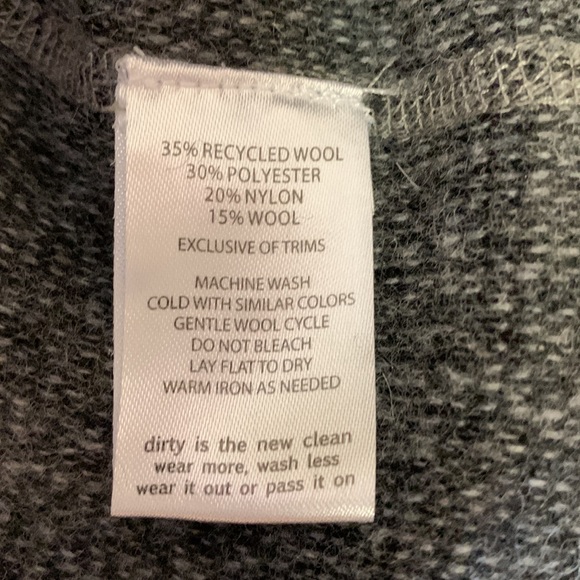 35% RECYCLED WOOL
30% POLYESTER
20% NYLON
15% WOOL
EXCLUSIVE OF TRIMS
MACHINE WASH
COLD WITH SIMILAR COLORS
GENTLE WOOL CYCLE
DO NOT BLEACH
LAY FLAT TO DRY
WARM IRON AS NEEDED
dirty is the new clean
wear more, wash less
wear it out or pass it on